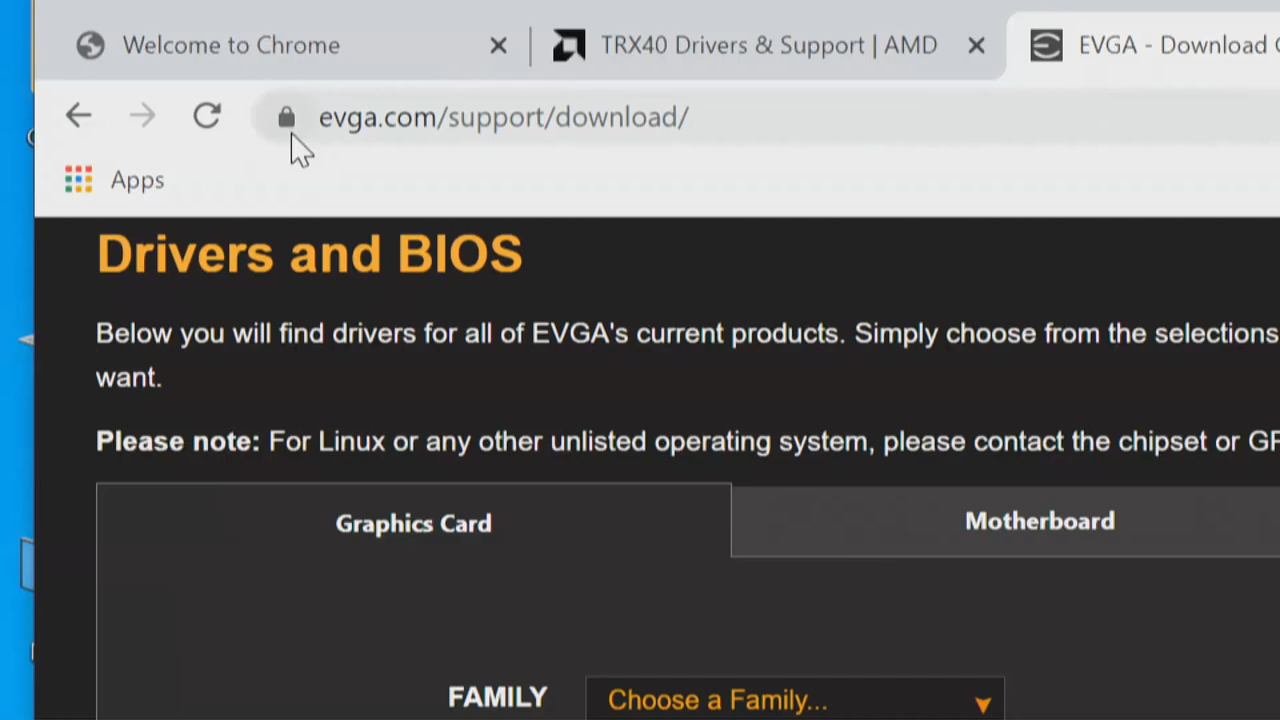 Welcome to Chrome
TRX40 Drivers & Support | AMD
EVGA - Download
evga.com/support/download/
Apps
Drivers and BIOS
Below you will find drivers for all of EVGA's current products. Simply choose from the selections
want.
Please note: For Linux or any other unlisted operating system, please contact the chipset or
Graphics Card
Motherboard
FAMILY
Choose a Family...